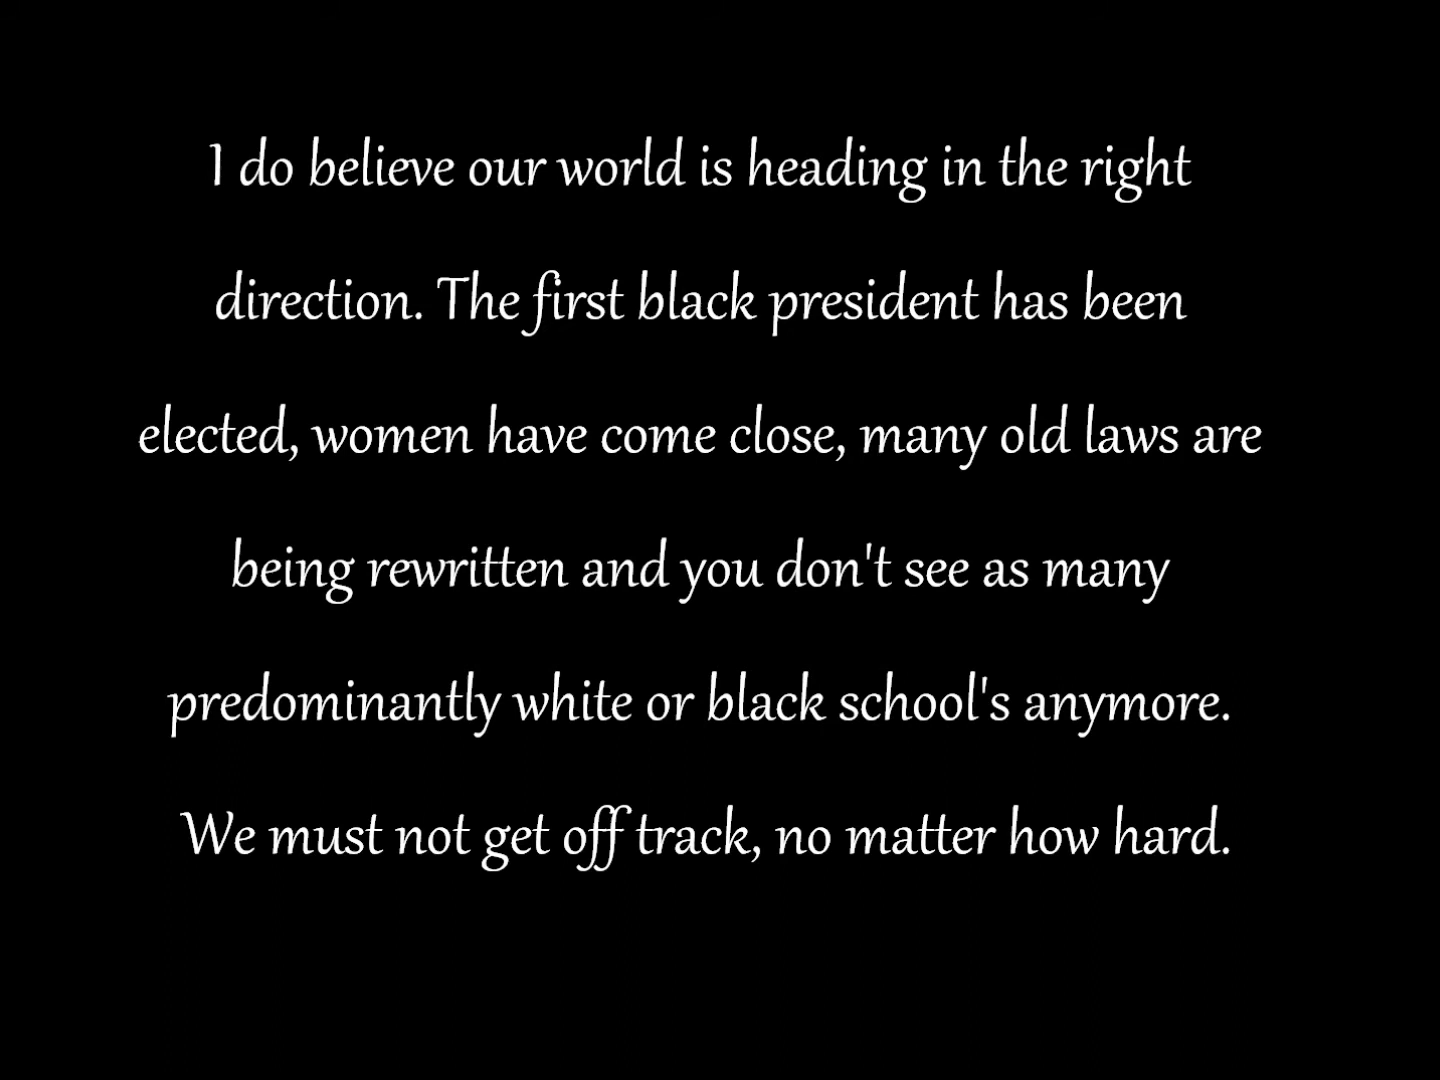 I do believe our world is heading in the right
direction. The first black president has been
elected, women have come close, many old laws are
being rewritten and you don't see as many
predominantly white or black school's anymore.
We must not get off track, no matter how hard.